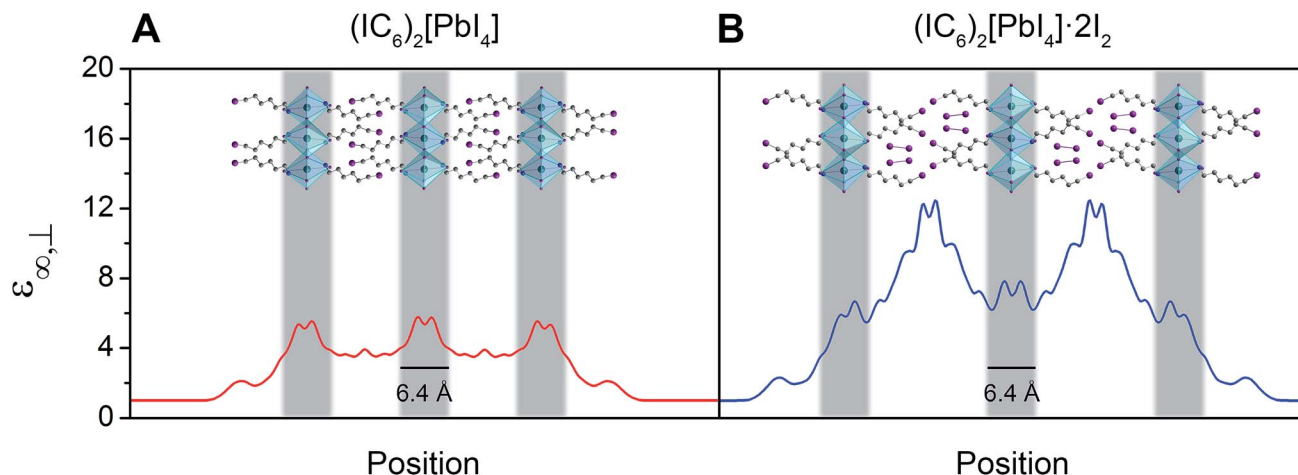 A
(IC₆)₂[PbI₄]
B
(IC₆)₂[PbI₄]·2I₂
ε∞,⊥
20
16
12
8
4
0
6.4 Å
6.4 Å
Position
Position